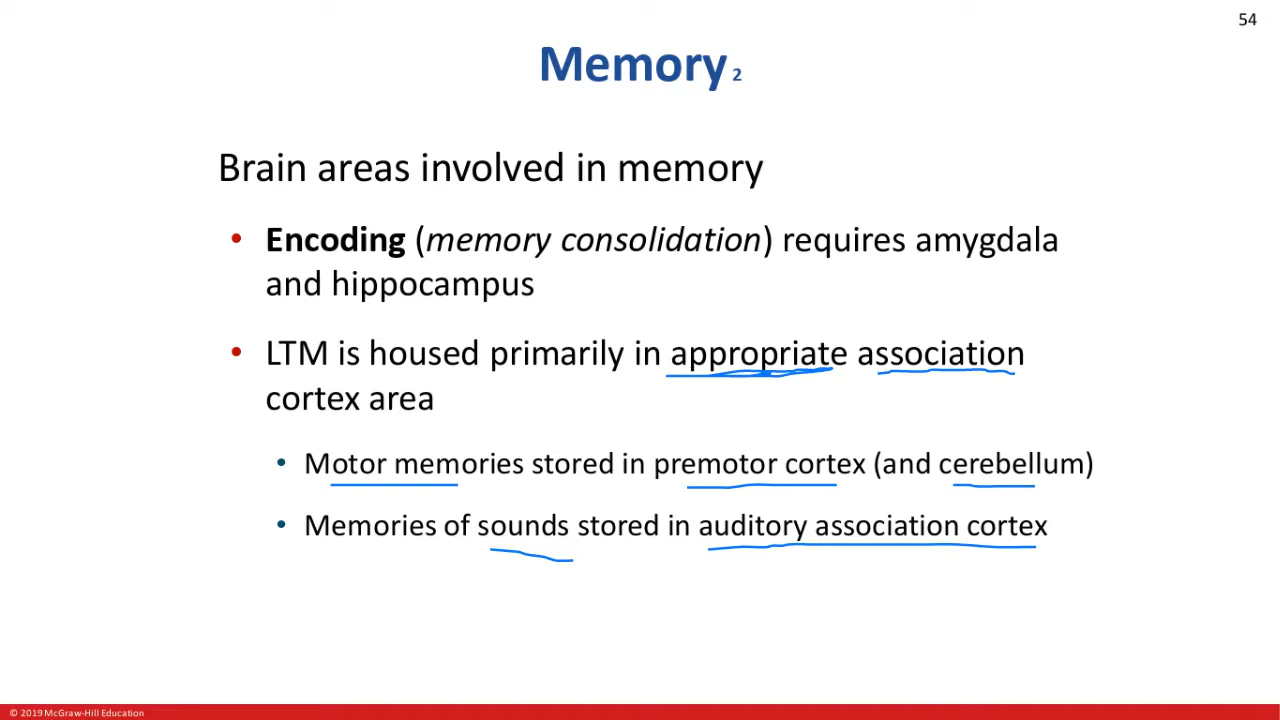 54
Memory 2
Brain areas involved in memory
• Encoding (memory consolidation) requires amygdala
and hippocampus
• LTM is housed primarily in appropriate association
cortex area
• Motor memories stored in premotor cortex (and cerebellum)
• Memories of sounds stored in auditory association cortex
© 2019 McGraw-Hill Education